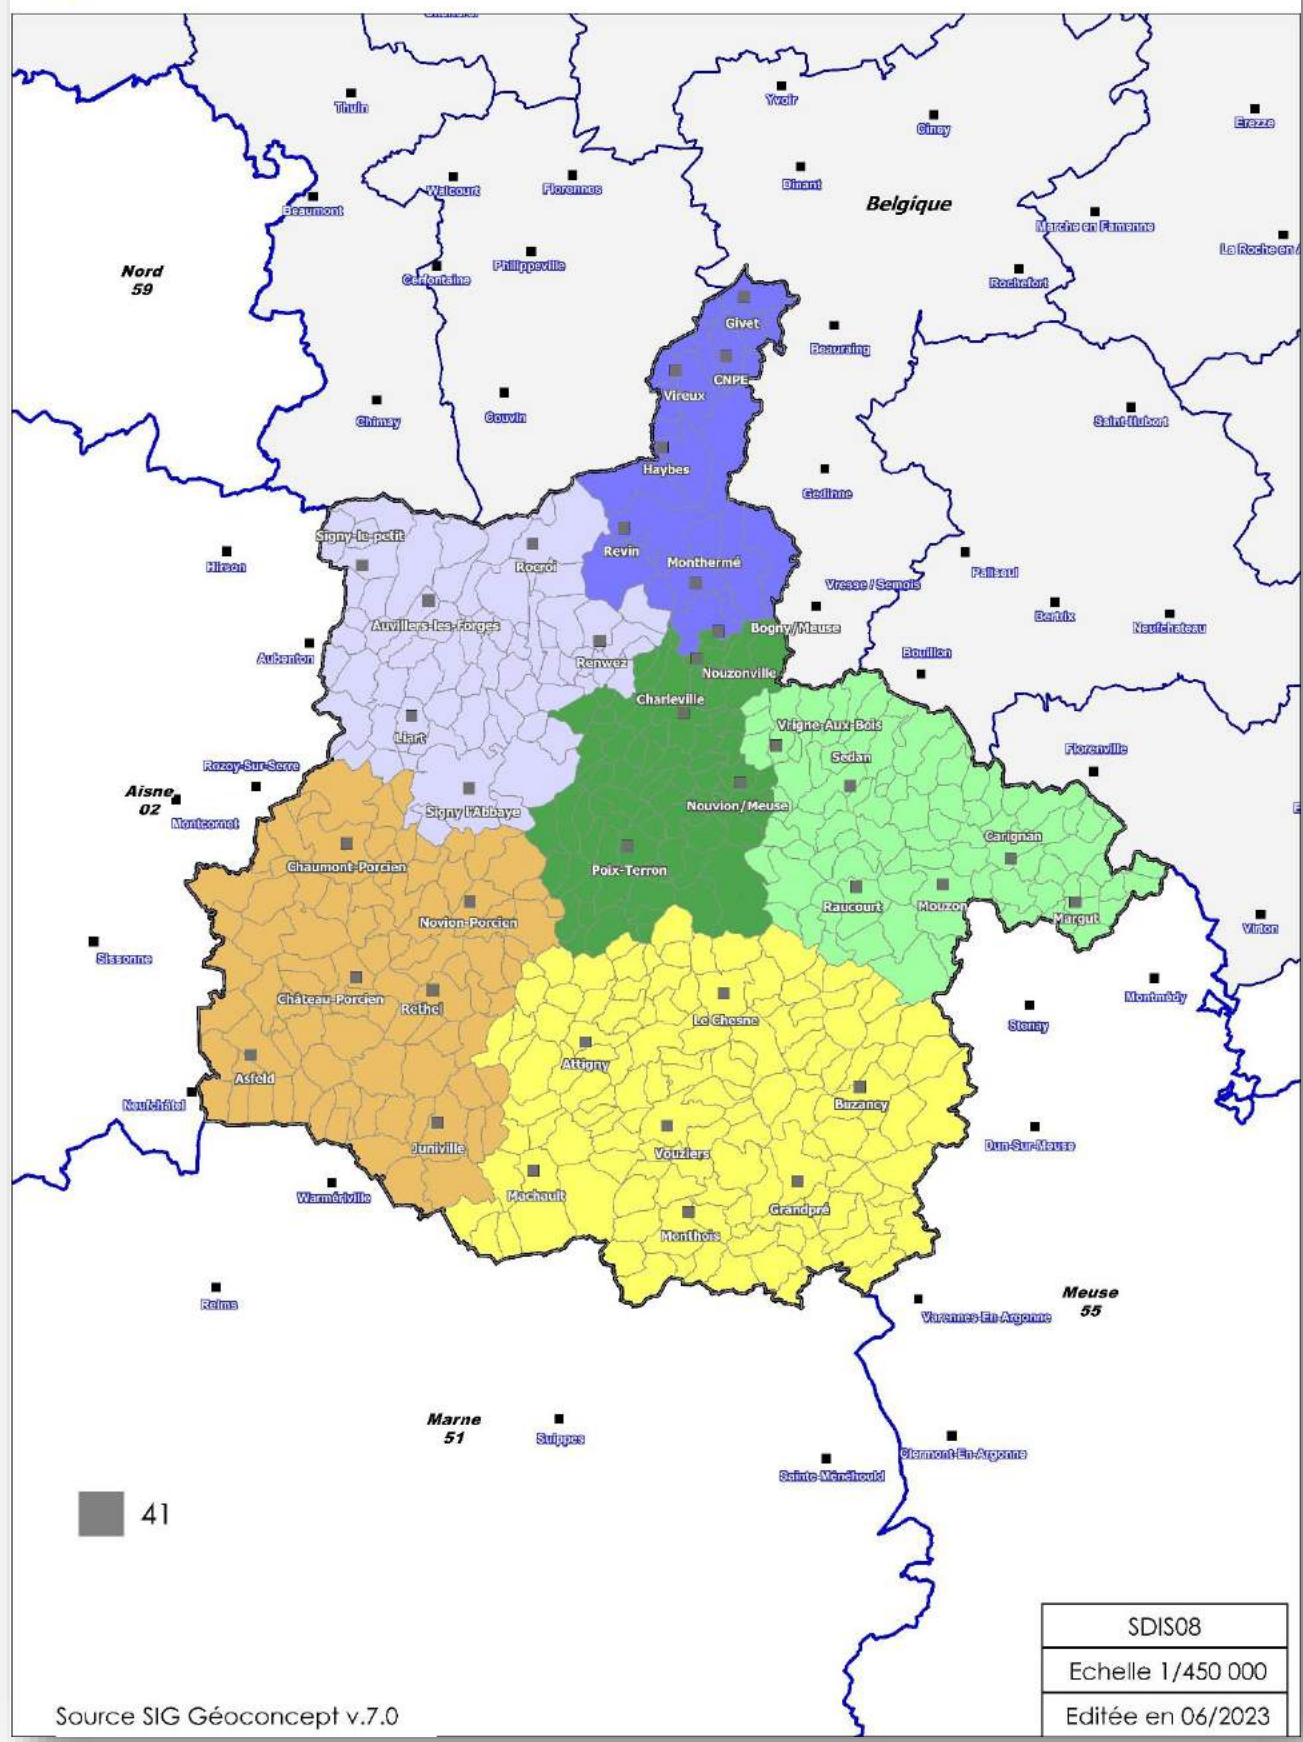 Thuin
Yvoir
Ciney
Erezze
Walcourt
Florennes
Dinant
Beaumont
Belgique
Marche en Famenne
La Roche en
Nord
59
Cerfontaine
Philippeville
Rochefort
Givet
Beauraing
CNPE
Vireux
Chimay
Couvin
Saint-Hubert
Haybes
Gedinne
Signy-le-petit
Hirson
Rocroi
Revin
Monthermé
Paliseul
Vresse / Semois
Auvillers-les-Forges
Bogny/Meuse
Bertrix
Neufchateau
Aubenton
Renwez
Nouzonville
Bouillon
Charleville
Liart
Vrigne-Aux-Bois
Sedan
Florenville
Rozoy-Sur-Serre
Aisne
02
Montcornet
Signy l'Abbaye
Nouvion/Meuse
Carignan
Chaumont-Porcien
Poix-Terron
Novion-Porcien
Raucourt
Mouzon
Margut
Virton
Sissonne
Château-Porcien
Rethel
Le Chesne
Stenay
Montmédy
Attigny
Asfeld
Neufchâtel
Buzancy
Juniville
Vouziers
Dun-Sur-Meuse
Warmériville
Machault
Grandpré
Monthois
Reims
Meuse
55
Varennes-En-Argonne
Marne
51
Suippes
Clermont-En-Argonne
Sainte-Ménéhould
41
SDIS08
Echelle 1/450 000
Source SIG Géoconcept v.7.0
Editée en 06/2023